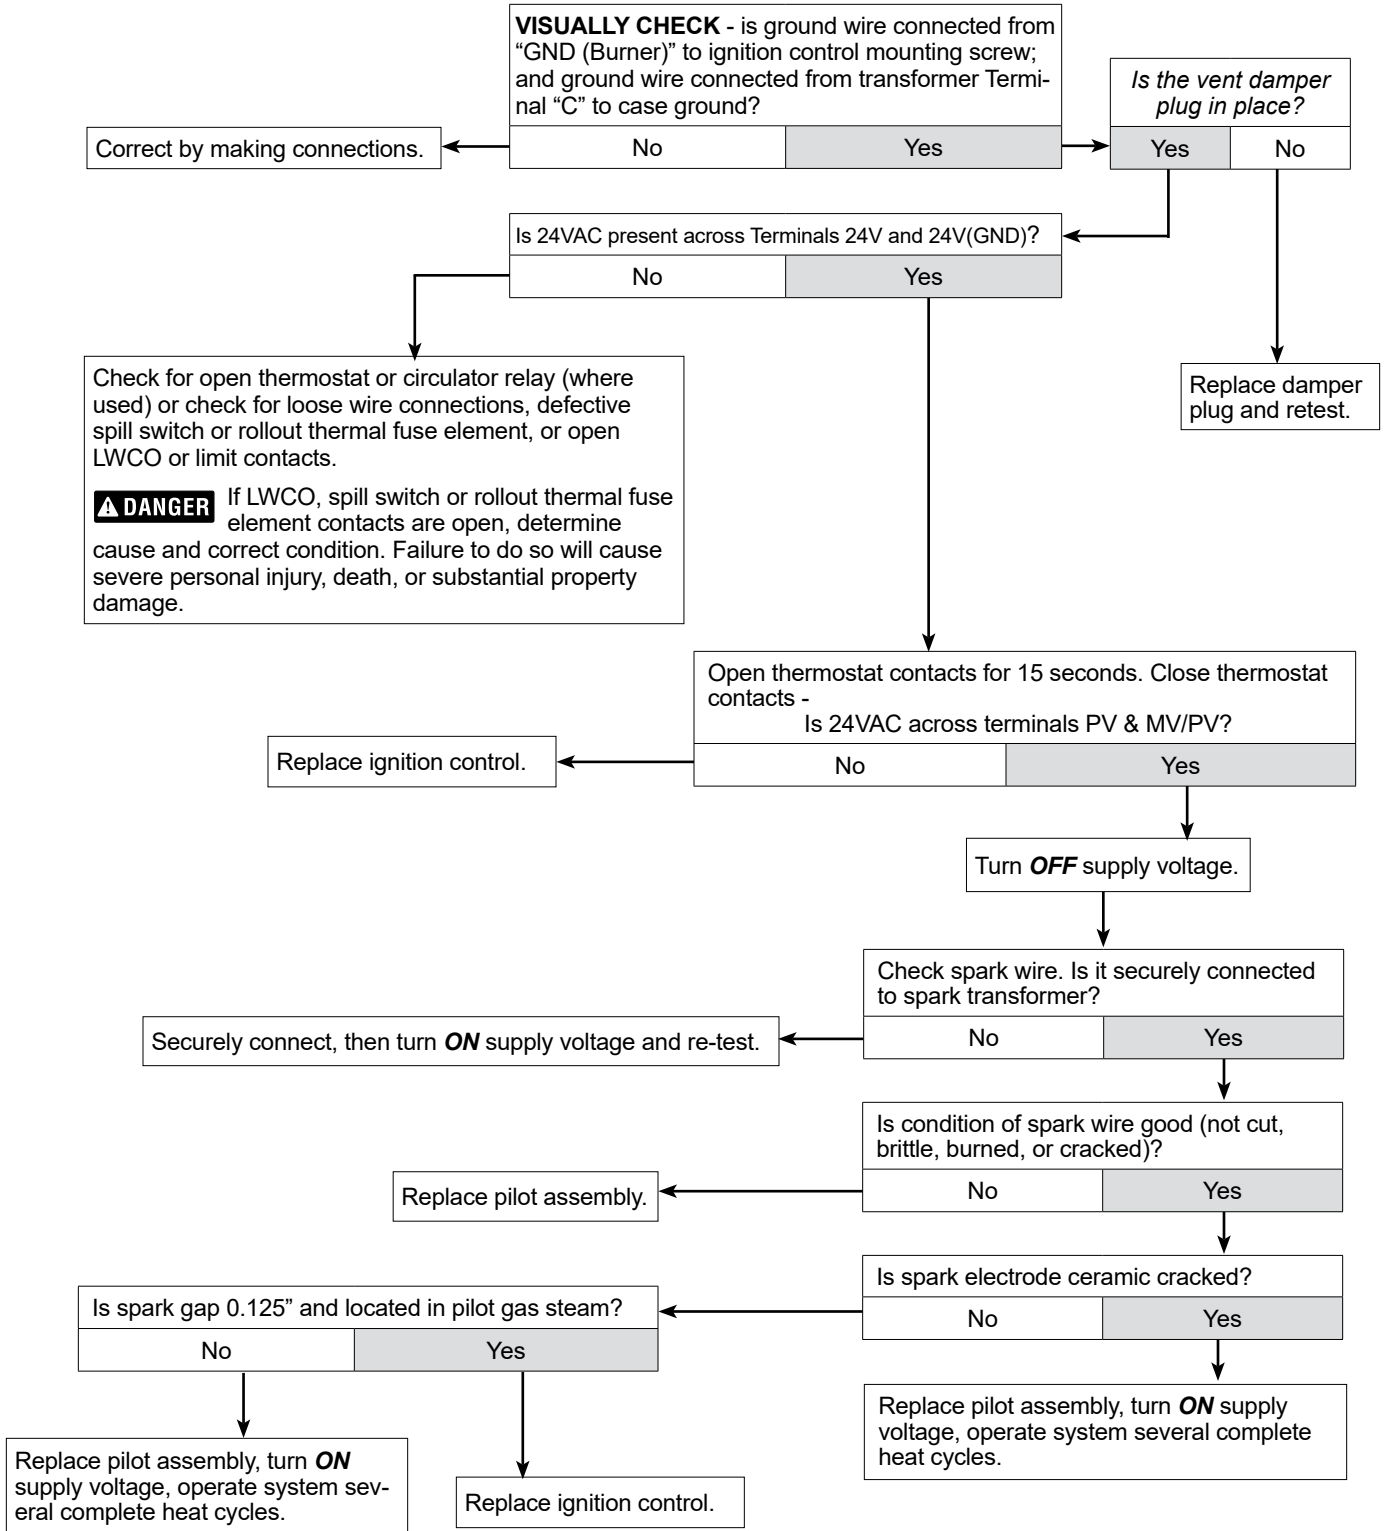 VISUALLY CHECK - is ground wire connected from
“GND (Burner)” to ignition control mounting screw;
and ground wire connected from transformer Termi-
nal “C” to case ground?
No
Yes
Correct by making connections.
Is the vent damper
plug in place?
Yes
No
Is 24VAC present across Terminals 24V and 24V(GND)?
No
Yes
Replace damper
plug and retest.
Check for open thermostat or circulator relay (where
used) or check for loose wire connections, defective
spill switch or rollout thermal fuse element, or open
LWCO or limit contacts.
DANGER If LWCO, spill switch or rollout thermal fuse
element contacts are open, determine
cause and correct condition. Failure to do so will cause
severe personal injury, death, or substantial property
damage.
Open thermostat contacts for 15 seconds. Close thermostat
contacts -
Is 24VAC across terminals PV & MV/PV?
No
Yes
Replace ignition control.
Turn OFF supply voltage.
Check spark wire. Is it securely connected
to spark transformer?
No
Yes
Securely connect, then turn ON supply voltage and re-test.
Is condition of spark wire good (not cut,
brittle, burned, or cracked)?
No
Yes
Replace pilot assembly.
Is spark electrode ceramic cracked?
No
Yes
Is spark gap 0.125” and located in pilot gas steam?
No
Yes
Replace pilot assembly, turn ON supply
voltage, operate system several complete
heat cycles.
Replace pilot assembly, turn ON
supply voltage, operate system sev-
eral complete heat cycles.
Replace ignition control.